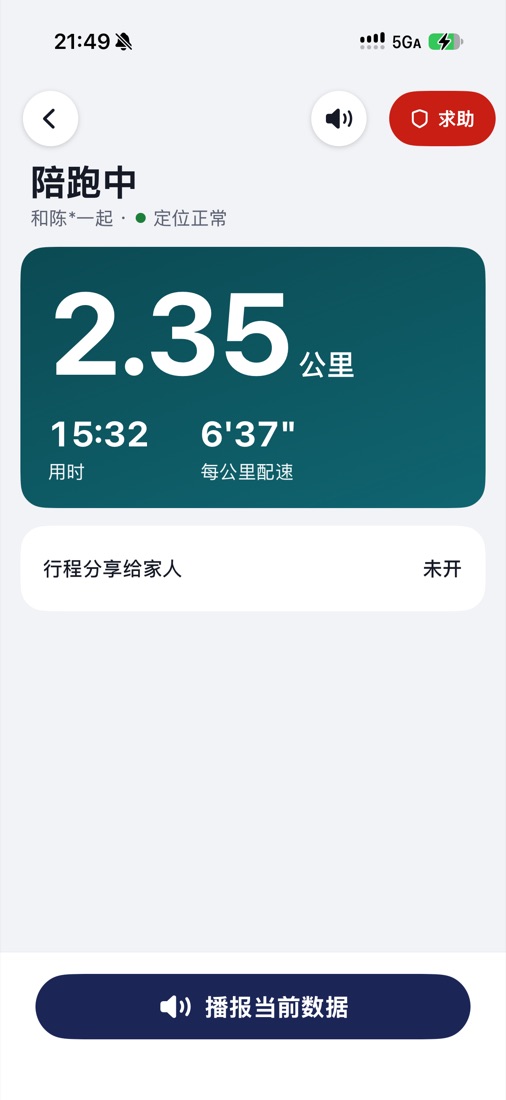 21:49
5GA
求助
陪跑中
和陈*一起 · 定位正常
2.35 公里
15:32 6'37"
用时 每公里配速
行程分享给家人 未开
播报当前数据